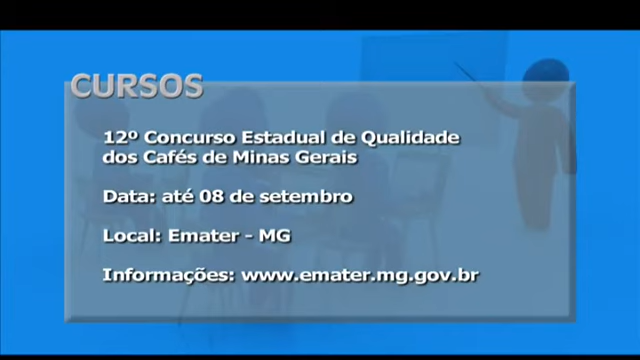 CURSOS
12º Concurso Estadual de Qualidade
dos Cafés de Minas Gerais
Data: até 08 de setembro
Local: Emater - MG
Informações: www.emater.mg.gov.br